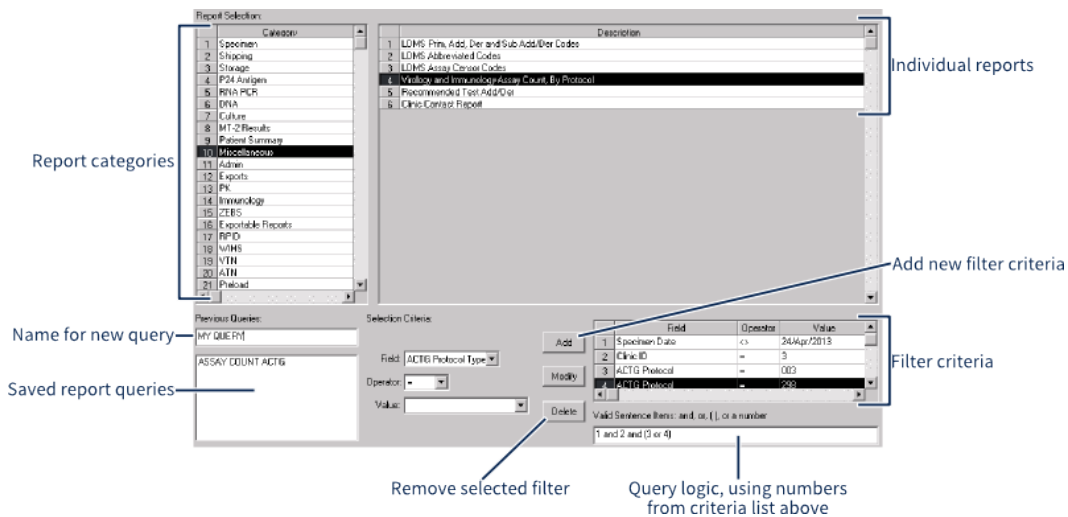 Report Selection:
Category
1 Specimen
2 Shipping
3 Storage
4 P24 Antigen
5 RNA PCR
6 DNA
7 Culture
8 MT-2 Results
9 Patient Summary
10 Miscellaneous
11 Admin
12 Exports
13 PK
14 Immunology
15 ZEBS
16 Exportable Reports
17 RPID
18 WIHS
19 VTN
20 ATN
21 Preload
Description
1 LDMS Prim, Add, Der and Sub Add/Der Codes
2 LDMS Abbreviated Codes
3 LDMS Assay Censor Codes
4 Virology and Immunology Assay Count, By Protocol
5 Recommended Test Add/Der
6 Clinic Contact Report
Individual reports
Report categories
Add new filter criteria
Name for new query
Saved report queries
Previous Queries:
MY QUERY
ASSAY COUNT ACTG
Selection Criteria:
Field: ACTG Protocol Type
Operator: =
Value:
Add
Modify
Delete
Field Operator Value
1 Specimen Date <> 24/Apr/2013
2 Clinic ID = 3
3 ACTG Protocol = 003
4 ACTG Protocol = 298
Filter criteria
Valid Sentence Items: and, or, ( ), or a number
1 and 2 and (3 or 4)
Remove selected filter
Query logic, using numbers
from criteria list above